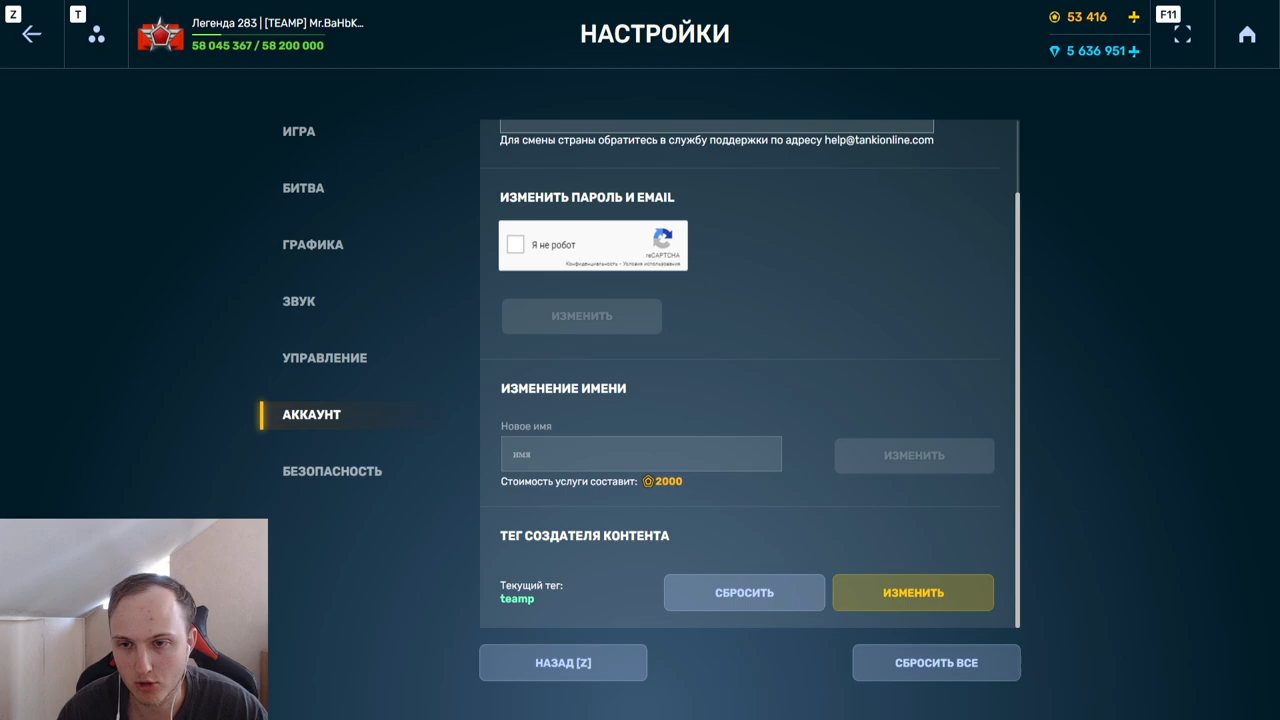 Z
T
Легенда 283 | [TEAMP] Mr.BaHbK...
58 045 367 / 58 200 000
НАСТРОЙКИ
53 416
5 636 951
F11
ИГРА
БИТВА
ГРАФИКА
ЗВУК
УПРАВЛЕНИЕ
АККАУНТ
БЕЗОПАСНОСТЬ
Для смены страны обратитесь в службу поддержки по адресу help@tankionline.com
ИЗМЕНИТЬ ПАРОЛЬ И EMAIL
Я не робот
reCAPTCHA
Конфиденциальность - Условия использования
ИЗМЕНИТЬ
ИЗМЕНЕНИЕ ИМЕНИ
Новое имя
имя
ИЗМЕНИТЬ
Стоимость услуги составит: 2000
ТЕГ СОЗДАТЕЛЯ КОНТЕНТА
Текущий тег:
teamp
СБРОСИТЬ
ИЗМЕНИТЬ
НАЗАД [Z]
СБРОСИТЬ ВСЕ